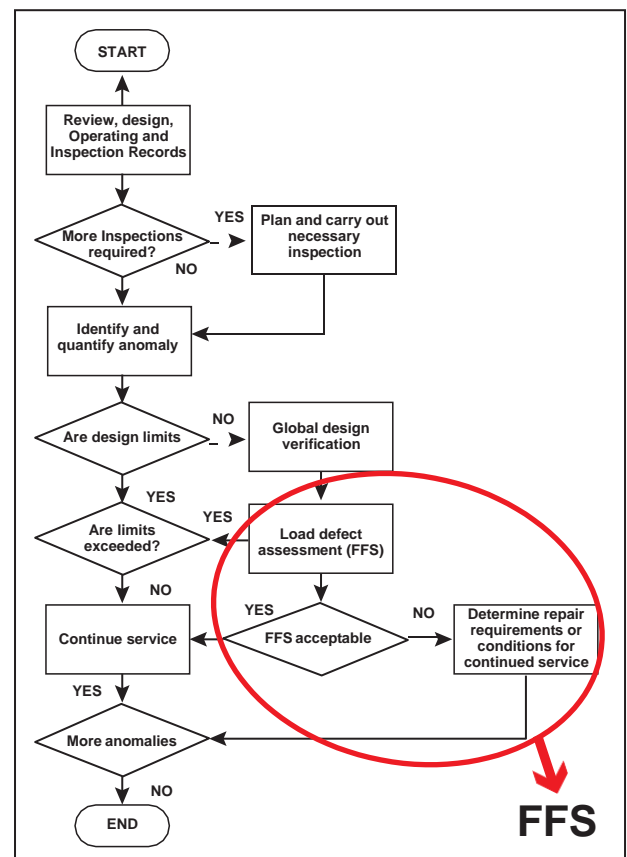 START
Review, design,
Operating and
Inspection Records
More Inspections
required?
YES
NO
Plan and carry out
necessary
inspection
Identify and
quantify anomaly
Are design limits
NO
YES
Global design
verification
Are limits
exceeded?
YES
NO
Load defect
assessment (FFS)
Continue service
YES
YES
FFS acceptable
NO
Determine repair
requirements or
conditions for
continued service
More anomalies
NO
END
FFS